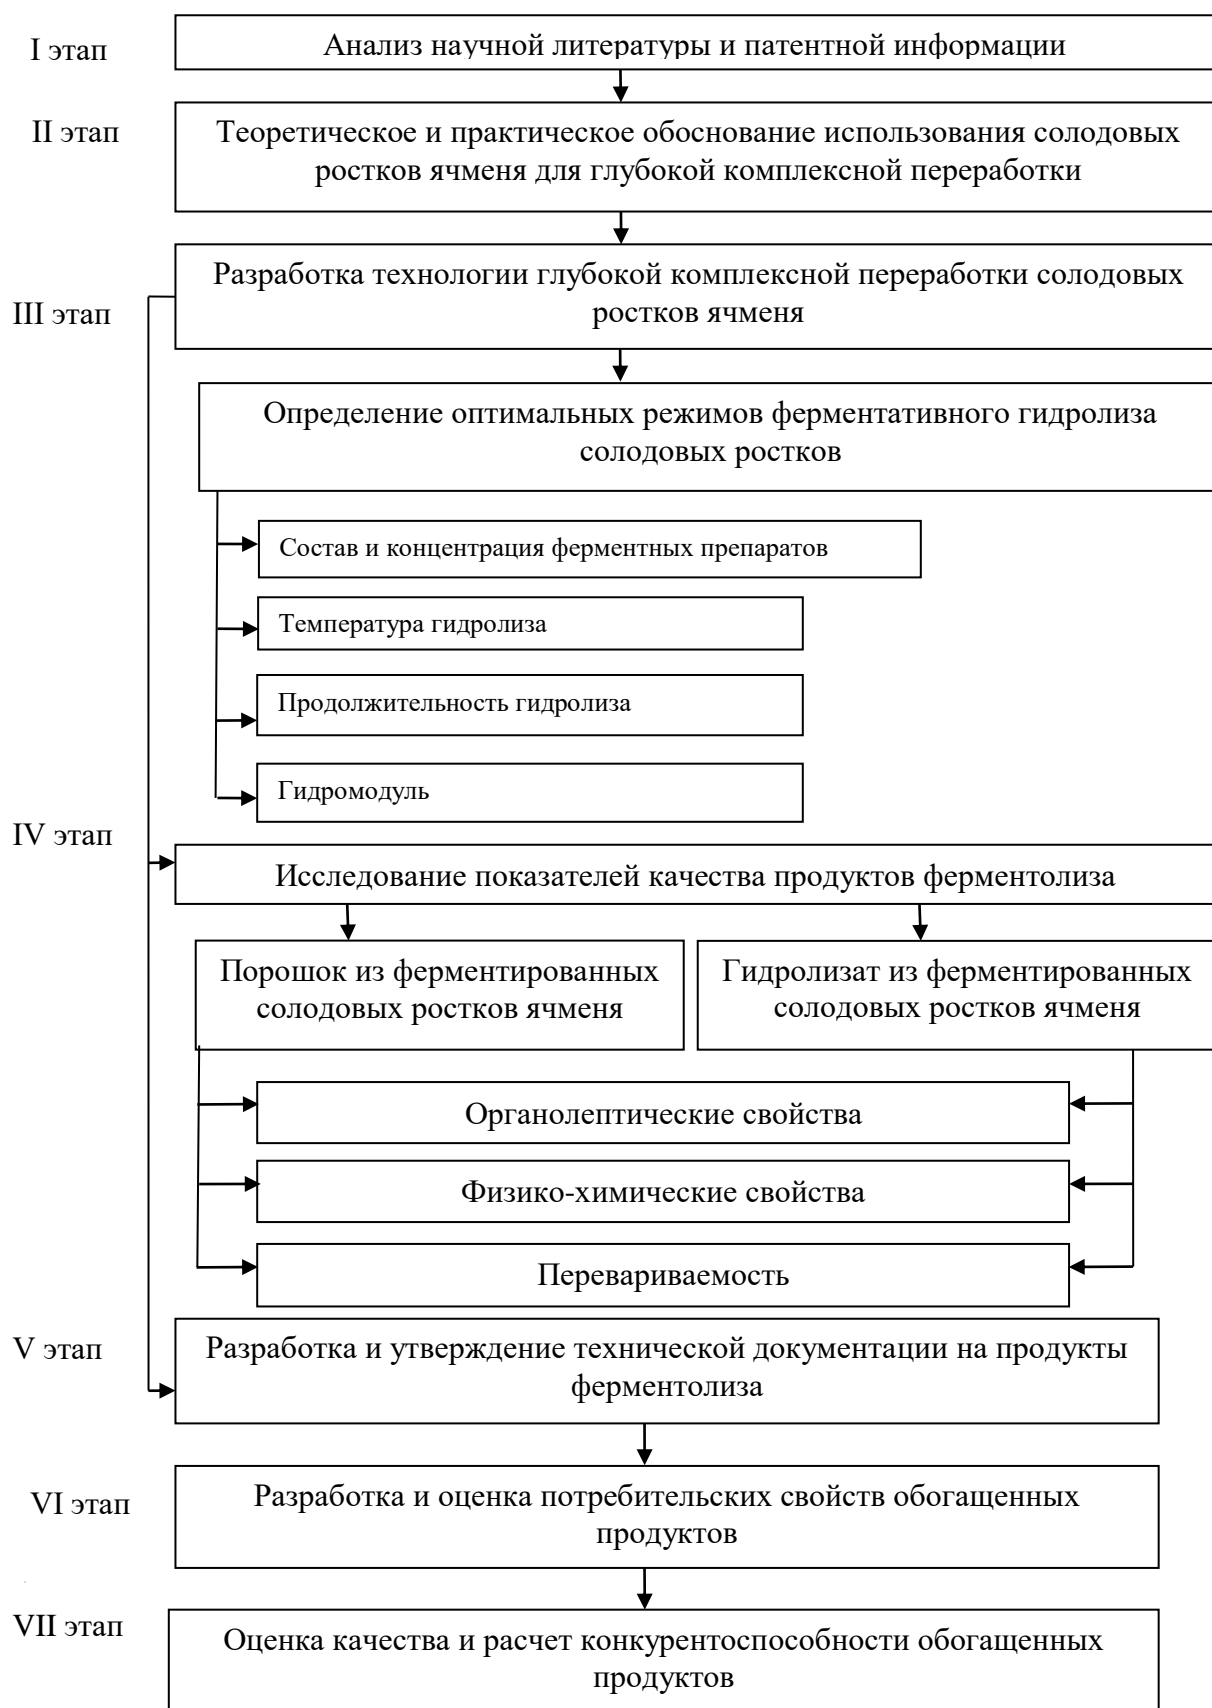 I этап
Анализ научной литературы и патентной информации
II этап
Теоретическое и практическое обоснование использования солодовых
ростков ячменя для глубокой комплексной переработки
III этап
Разработка технологии глубокой комплексной переработки солодовых
ростков ячменя
Определение оптимальных режимов ферментативного гидролиза
солодовых ростков
Состав и концентрация ферментных препаратов
Температура гидролиза
Продолжительность гидролиза
Гидромодуль
IV этап
Исследование показателей качества продуктов ферментолиза
Порошок из ферментированных
солодовых ростков ячменя
Гидролизат из ферментированных
солодовых ростков ячменя
Органолептические свойства
Физико-химические свойства
Перевариваемость
V этап
Разработка и утверждение технической документации на продукты
ферментолиза
VI этап
Разработка и оценка потребительских свойств обогащенных
продуктов
VII этап
Оценка качества и расчет конкурентоспособности обогащенных
продуктов